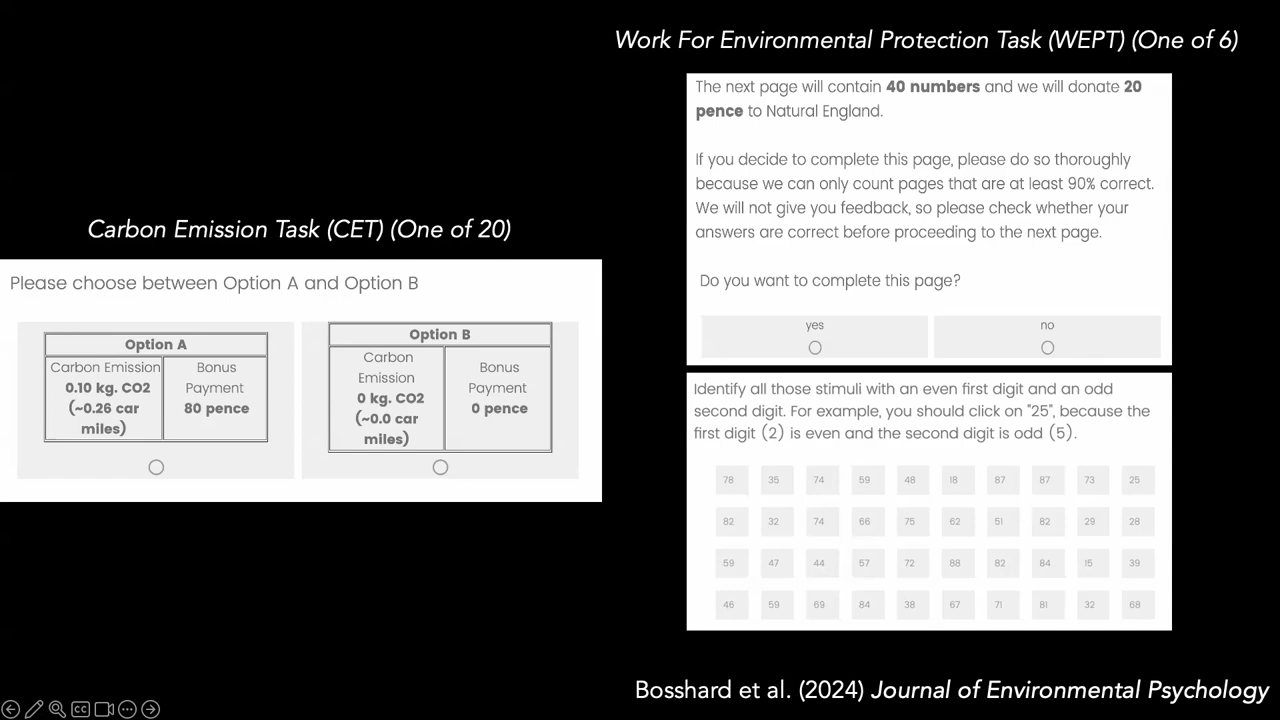 Work For Environmental Protection Task (WEPT) (One of 6)
The next page will contain 40 numbers and we will donate 20
pence to Natural England.
If you decide to complete this page, please do so thoroughly
because we can only count pages that are at least 90% correct.
We will not give you feedback, so please check whether your
answers are correct before proceeding to the next page.
Do you want to complete this page?
yes no
Carbon Emission Task (CET) (One of 20)
Please choose between Option A and Option B
Option A
Carbon Emission
0.10 kg. CO2
(~0.26 car
miles)
Bonus
Payment
80 pence
Option B
Carbon
Emission
0 kg. CO2
(~0.0 car
miles)
Bonus
Payment
0 pence
Identify all those stimuli with an even first digit and an odd
second digit. For example, you should click on "25", because the
first digit (2) is even and the second digit is odd (5).
78 35 74 59 48 18 87 87 73 25
82 32 74 66 75 62 51 82 29 28
59 47 44 57 72 88 82 84 15 39
46 59 69 84 38 67 71 81 32 68
Bosshard et al. (2024) Journal of Environmental Psychology
CC